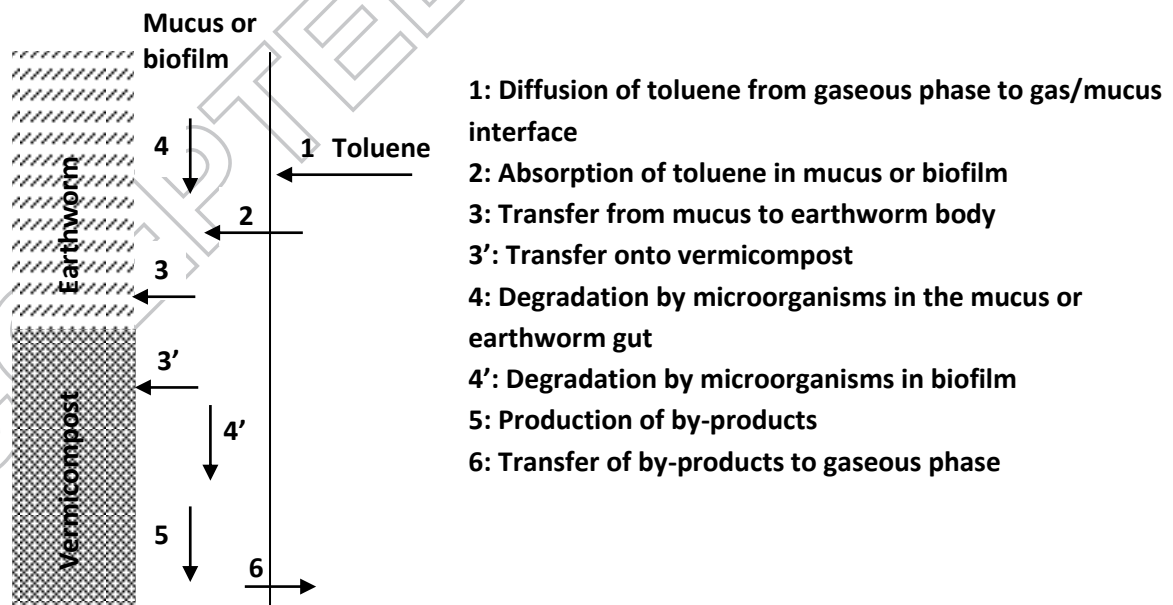 Mucus or
biofilm
4
1 Toluene
2
Earthworm
3
3’
Vermicompost
4’
5
6
1: Diffusion of toluene from gaseous phase to gas/mucus
interface
2: Absorption of toluene in mucus or biofilm
3: Transfer from mucus to earthworm body
3’: Transfer onto vermicompost
4: Degradation by microorganisms in the mucus or
earthworm gut
4’: Degradation by microorganisms in biofilm
5: Production of by-products
6: Transfer of by-products to gaseous phase